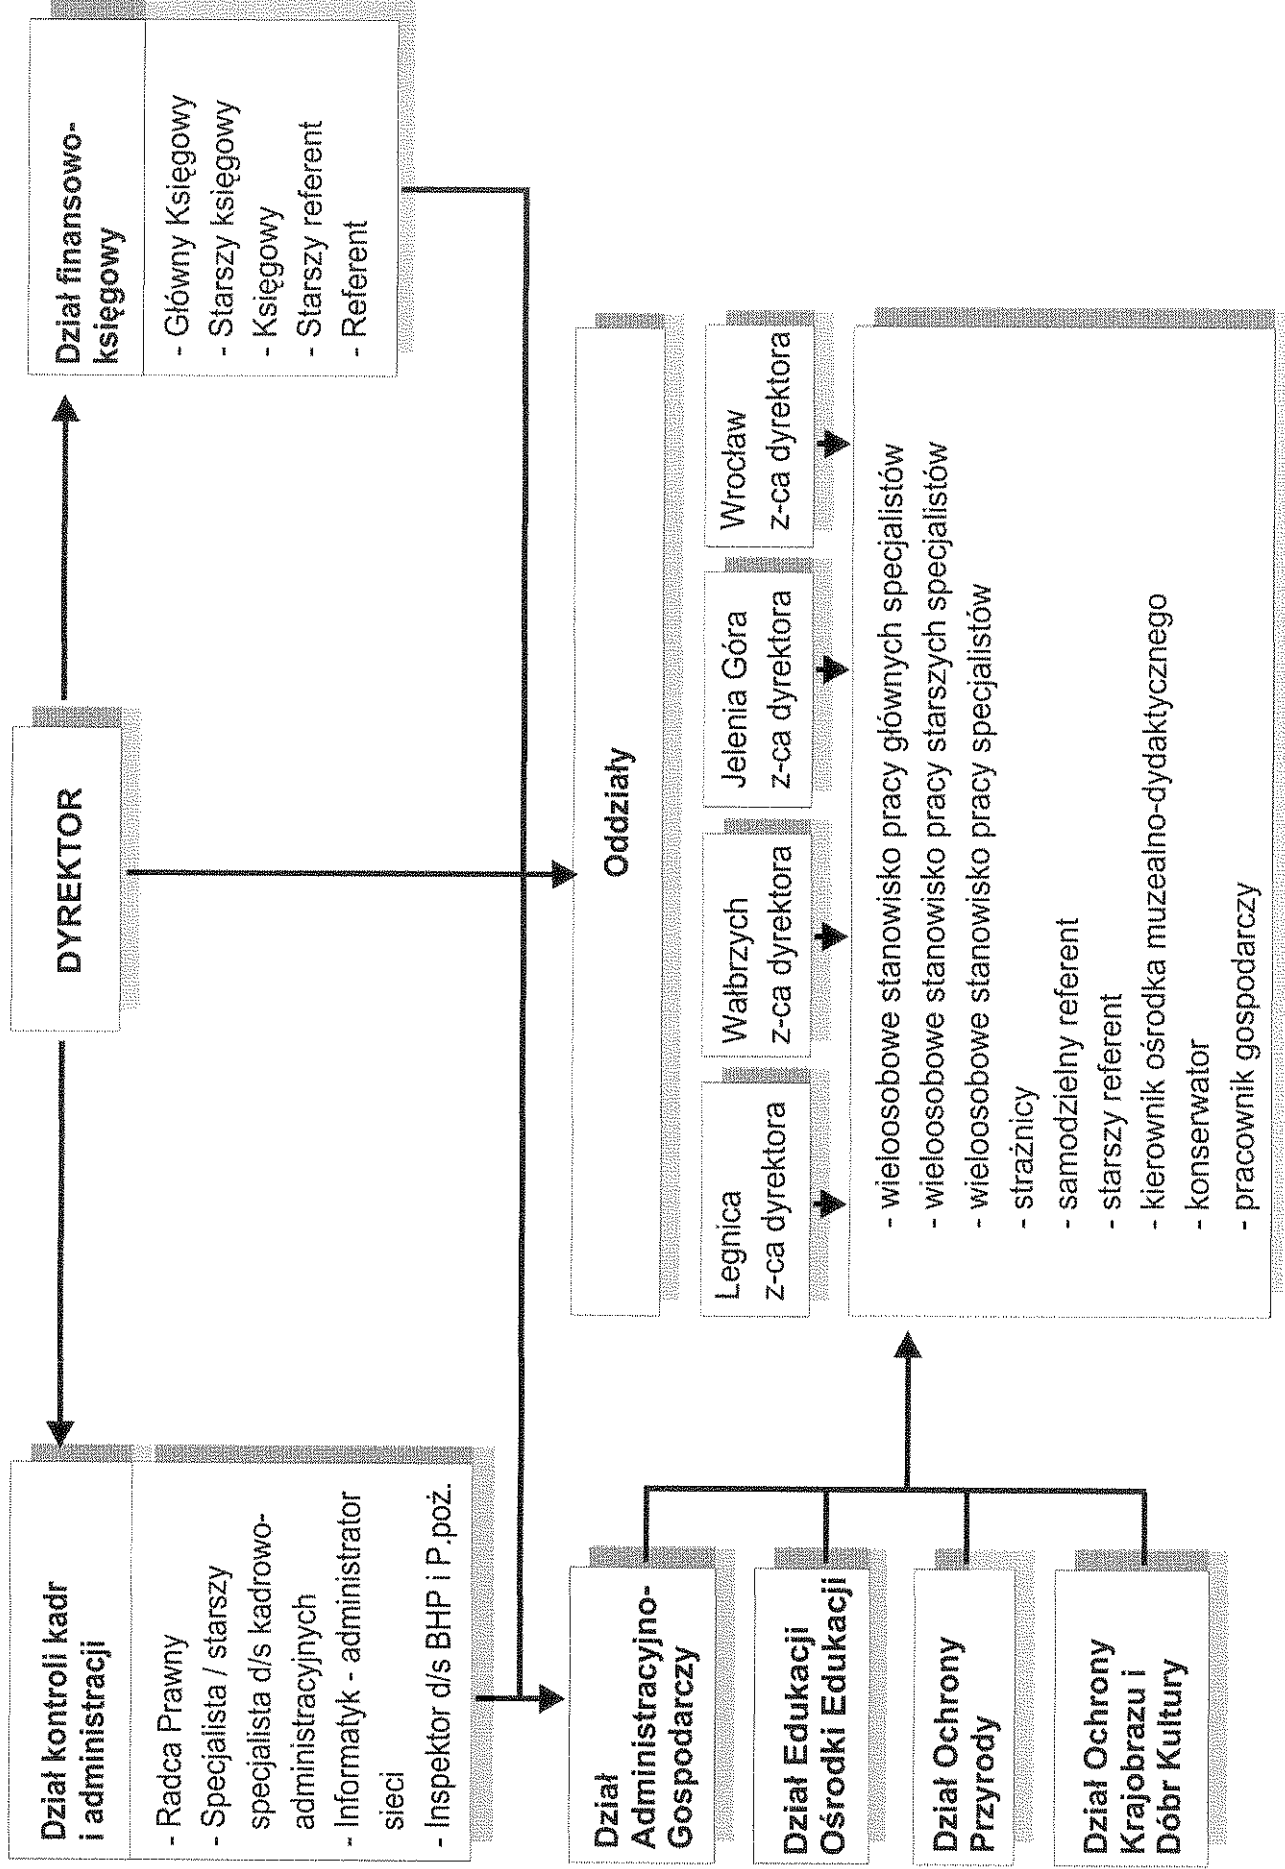 DYREKTOR
Dział kontroli kadr
i administracji
- Radca Prawny
- Specjalista / starszy
specjalista d/s kadrowo-
administracyjnych
- Informatyk - administrator
sieci
- Inspektor d/s BHP i P.poż.
Dział finansowo-
księgowy
- Główny Księgowy
- Starszy księgowy
- Księgowy
- Starszy referent
- Referent
Oddziały
Legnica
z-ca dyrektora
Wałbrzych
z-ca dyrektora
Jelenia Góra
z-ca dyrektora
Wrocław
z-ca dyrektora
- wieloosobowe stanowisko pracy głównych specjalistów
- wieloosobowe stanowisko pracy starszych specjalistów
- wieloosobowe stanowisko pracy specjalistów
- strażnicy
- samodzielny referent
- starszy referent
- kierownik ośrodka muzealno-dydaktycznego
- konserwator
- pracownik gospodarczy
Dział
Administracyjno-
Gospodarczy
Dział Edukacji
Ośrodki Edukacji
Dział Ochrony
Przyrody
Dział Ochrony
Krajobrazu i
Dóbr Kultury